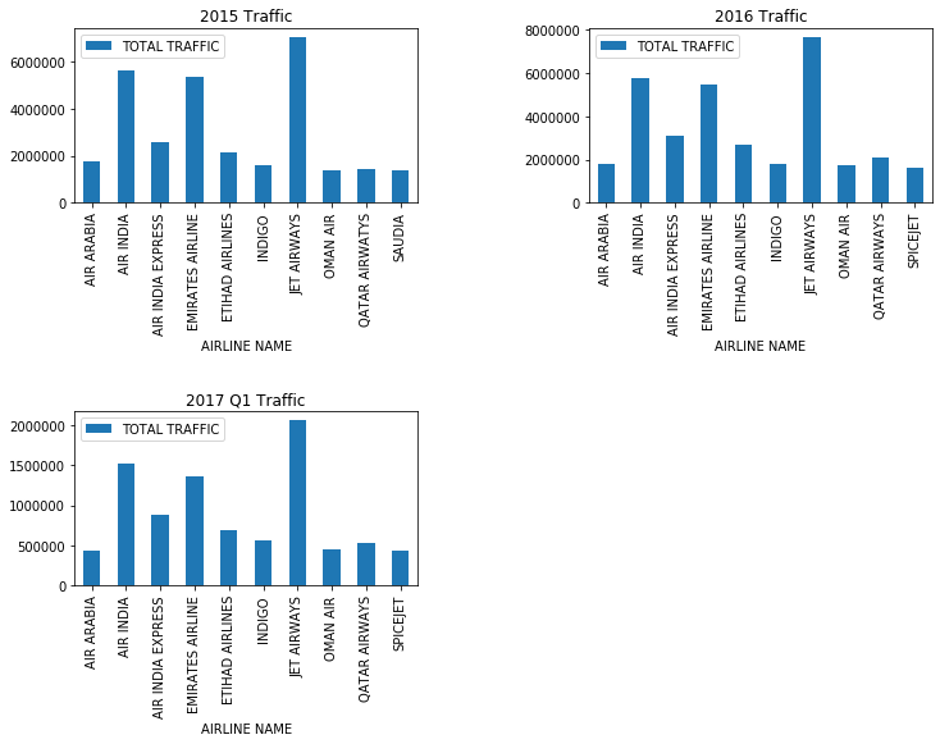 2015 Traffic
TOTAL TRAFFIC
6000000
4000000
2000000
0
AIR ARABIA
AIR INDIA
AIR INDIA EXPRESS
EMIRATES AIRLINE
ETIHAD AIRLINES
INDIGO
JET AIRWAYS
OMAN AIR
QATAR AIRWATYS
SAUDIA
AIRLINE NAME
2016 Traffic
TOTAL TRAFFIC
8000000
6000000
4000000
2000000
0
AIR ARABIA
AIR INDIA
AIR INDIA EXPRESS
EMIRATES AIRLINE
ETIHAD AIRLINES
INDIGO
JET AIRWAYS
OMAN AIR
QATAR AIRWAYS
SPICEJET
AIRLINE NAME
2017 Q1 Traffic
TOTAL TRAFFIC
2000000
1500000
1000000
500000
0
AIR ARABIA
AIR INDIA
AIR INDIA EXPRESS
EMIRATES AIRLINE
ETIHAD AIRLINES
INDIGO
JET AIRWAYS
OMAN AIR
QATAR AIRWAYS
SPICEJET
AIRLINE NAME